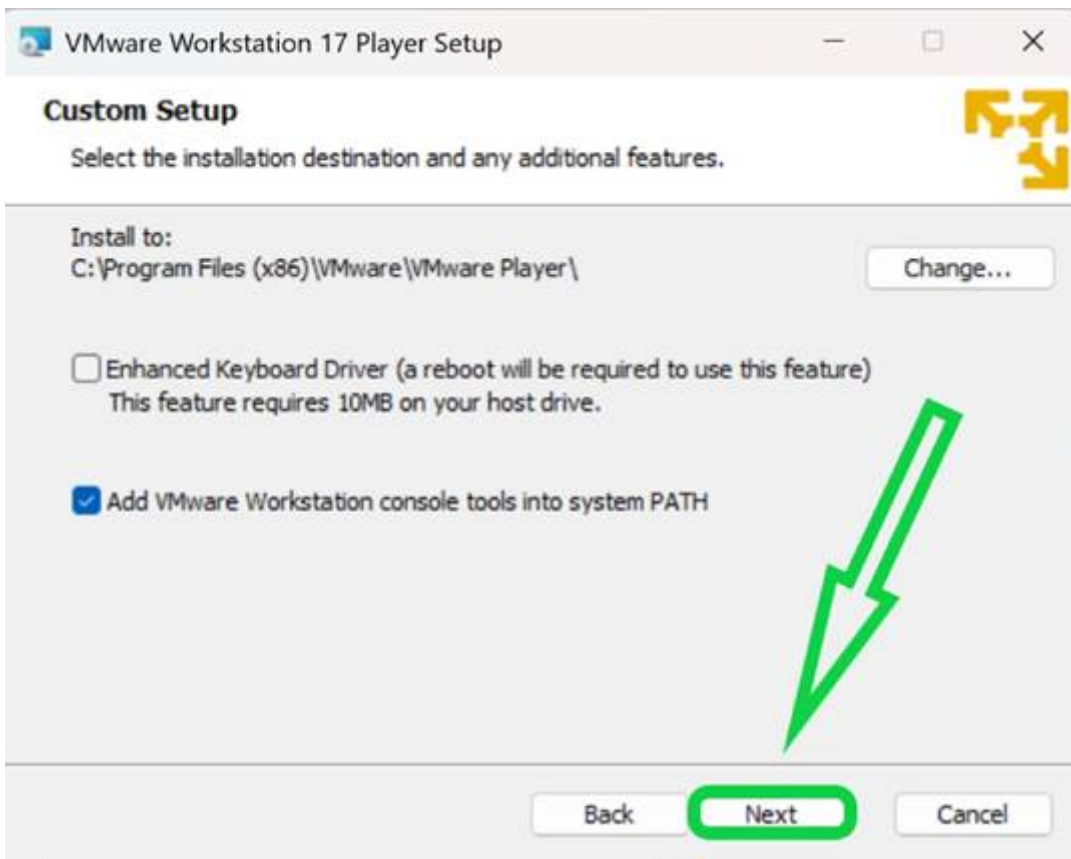 VMware Workstation 17 Player Setup
Custom Setup
Select the installation destination and any additional features.
Install to:
C:\Program Files (x86)\VMware\VMware Player\
Change...
Enhanced Keyboard Driver (a reboot will be required to use this feature)
This feature requires 10MB on your host drive.
Add VMware Workstation console tools into system PATH
Back
Next
Cancel